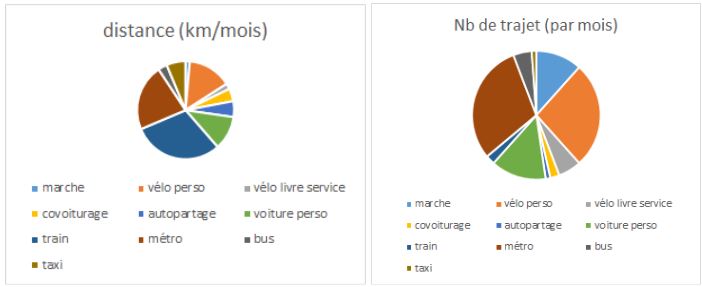 distance (km/mois)
marche vélo perso vélo livre service
covoiturage autopartage voiture perso
train métro bus
taxi
Nb de trajet (par mois)
marche vélo perso vélo livre service
covoiturage autopartage voiture perso
train métro bus
taxi